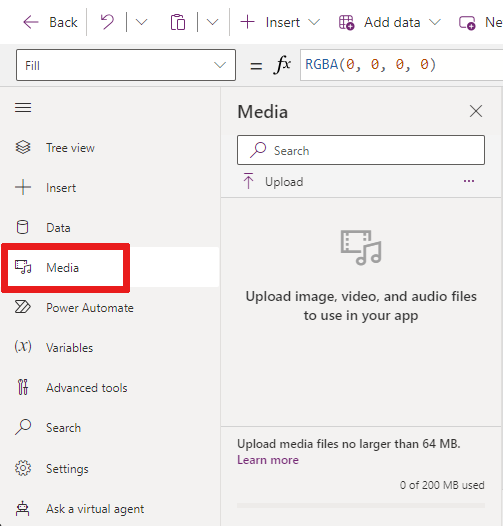 Back
Insert
Add data
Ne
Fill
= fx RGBA(0, 0, 0, 0)
Tree view
Insert
Data
Media
Power Automate
(x) Variables
Advanced tools
Search
Settings
Ask a virtual agent
Media
Search
Upload
...
Upload image, video, and audio files
to use in your app
Upload media files no larger than 64 MB.
Learn more
0 of 200 MB used